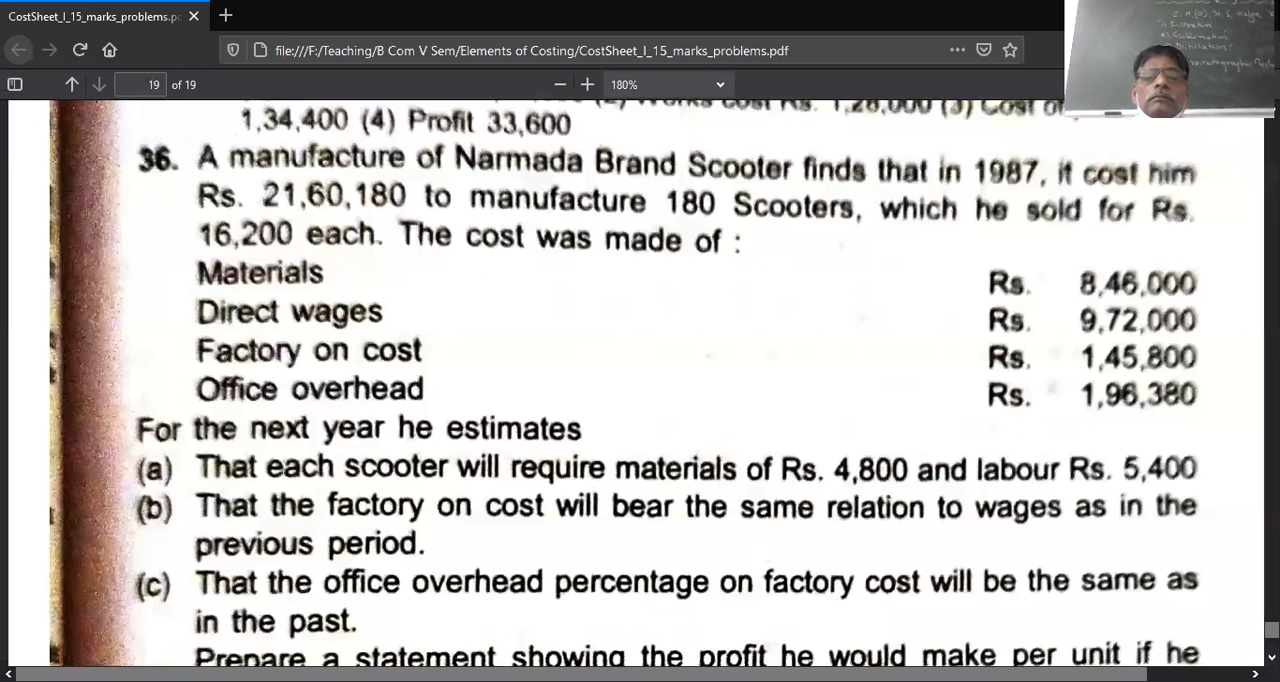 CostSheet_I_15_marks_problems.p
file:///F:/Teaching/B Com V Sem/Elements of Costing/CostSheet_I_15_marks_problems.pdf
19 of 19
180%
1,34,400 (4) Profit 33,600
36. A manufacture of Narmada Brand Scooter finds that in 1987, it cost him
Rs. 21,60,180 to manufacture 180 Scooters, which he sold for Rs.
16,200 each. The cost was made of :
Materials Rs. 8,46,000
Direct wages Rs. 9,72,000
Factory on cost Rs. 1,45,800
Office overhead Rs. 1,96,380
For the next year he estimates
(a) That each scooter will require materials of Rs. 4,800 and labour Rs. 5,400
(b) That the factory on cost will bear the same relation to wages as in the
previous period.
(c) That the office overhead percentage on factory cost will be the same as
in the past.
Prepare a statement showing the profit he would make per unit if he